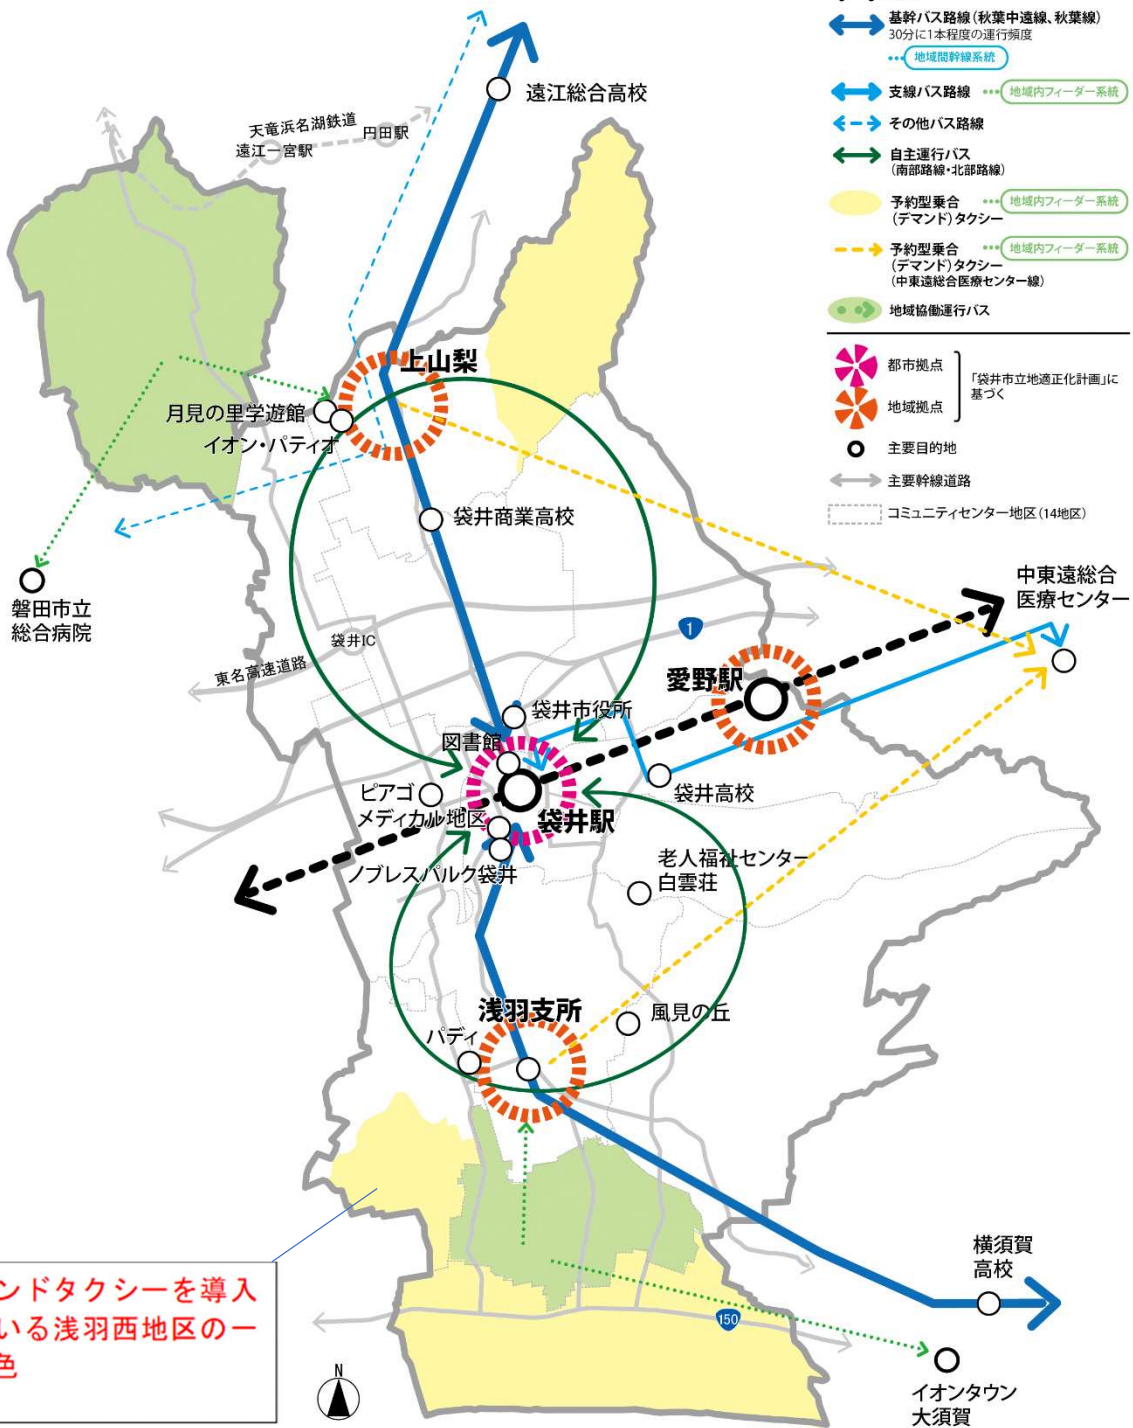 基幹バス路線(秋葉中遠線、秋葉線)
30分に1本程度の運行頻度
地域間幹線系統
支線バス路線 地域内フィーダー系統
その他バス路線
自主運行バス
(南部路線・北部路線)
予約型乗合 地域内フィーダー系統
(デマンド)タクシー
予約型乗合 地域内フィーダー系統
(デマンド)タクシー
(中東遠総合医療センター線)
地域協働運行バス
都市拠点
地域拠点
「袋井市立地適正化計画」に
基づく
主要目的地
主要幹線道路
コミュニティセンター地区(14地区)
遠江総合高校
天竜浜名湖鉄道
円田駅
遠江一宮駅
上山梨
月見の里学遊館
イオン・パティオ
袋井商業高校
磐田市立
総合病院
中東遠総合
医療センター
袋井IC
1
東名高速道路
愛野駅
袋井市役所
図書館
袋井高校
ピアゴ
メディカル地区
袋井駅
ノブレスパルク袋井
老人福祉センター
白雲荘
浅羽支所
風見の丘
パディ
横須賀
高校
150
イオンタウン
大須賀
ンドタクシーを導入
いる浅羽西地区の一
色
N